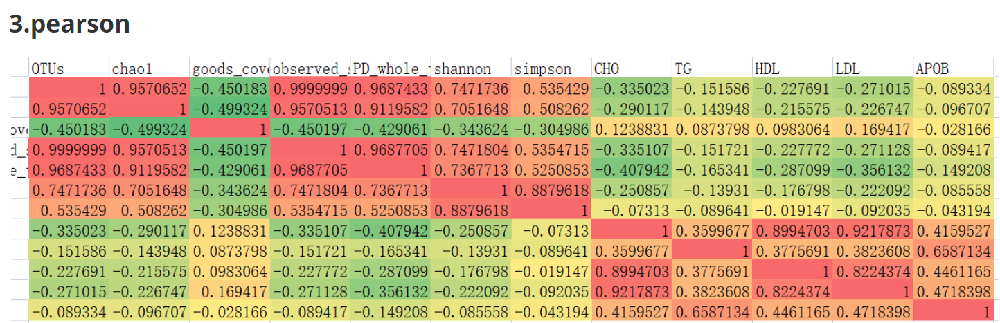 3.pearson
OTUs chao1 goods_cove observed_s PD_whole_t shannon simpson CHO TG HDL LDL APOB
1 0.9570652 -0.450183 0.9999999 0.9687433 0.7471736 0.535429 -0.335023 -0.151586 -0.227691 -0.271015 -0.089334
0.9570652 1 -0.499324 0.9570513 0.9119582 0.7051648 0.508262 -0.290117 -0.143948 -0.215575 -0.226747 -0.096707
ove -0.450183 -0.499324 1 -0.450197 -0.429061 -0.343624 -0.304986 0.1238831 0.0873798 0.0983064 0.169417 -0.028166
d_s 0.9999999 0.9570513 -0.450197 1 0.9687705 0.7471804 0.5354715 -0.335107 -0.151721 -0.227772 -0.271128 -0.089417
e_t 0.9687433 0.9119582 -0.429061 0.9687705 1 0.7367713 0.5250853 -0.407942 -0.165341 -0.287099 -0.356132 -0.149208
0.7471736 0.7051648 -0.343624 0.7471804 0.7367713 1 0.8879618 -0.250857 -0.13931 -0.176798 -0.222092 -0.085558
0.535429 0.508262 -0.304986 0.5354715 0.5250853 0.8879618 1 -0.07313 -0.089641 -0.019147 -0.092035 -0.043194
-0.335023 -0.290117 0.1238831 -0.335107 -0.407942 -0.250857 -0.07313 1 0.3599677 0.8994703 0.9217873 0.4159527
-0.151586 -0.143948 0.0873798 -0.151721 -0.165341 -0.13931 -0.089641 0.3599677 1 0.3775691 0.3823608 0.6587134
-0.227691 -0.215575 0.0983064 -0.227772 -0.287099 -0.176798 -0.019147 0.8994703 0.3775691 1 0.8224374 0.4461165
-0.271015 -0.226747 0.169417 -0.271128 -0.356132 -0.222092 -0.092035 0.9217873 0.3823608 0.8224374 1 0.4718398
-0.089334 -0.096707 -0.028166 -0.089417 -0.149208 -0.085558 -0.043194 0.4159527 0.6587134 0.4461165 0.4718398 1